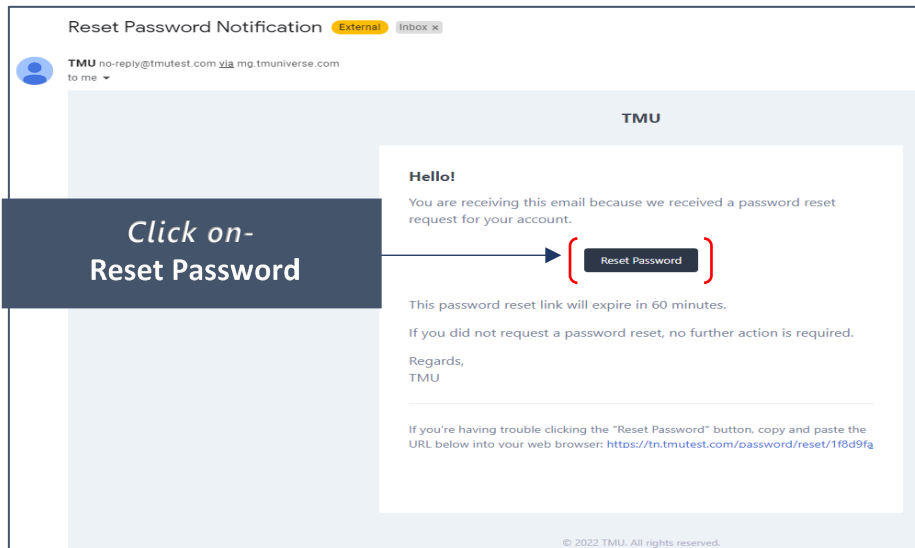 Reset Password Notification External Inbox x
TMU no-reply@tmutest.com via mg.tmuniverse.com
to me
TMU
Hello!
You are receiving this email because we received a password reset
request for your account.
Click on-
Reset Password
Reset Password
This password reset link will expire in 60 minutes.
If you did not request a password reset, no further action is required.
Regards,
TMU
If you're having trouble clicking the "Reset Password" button, copy and paste the
URL below into your web browser: https://tn.tmutest.com/password/reset/1f8d9fa
© 2022 TMU. All rights reserved.